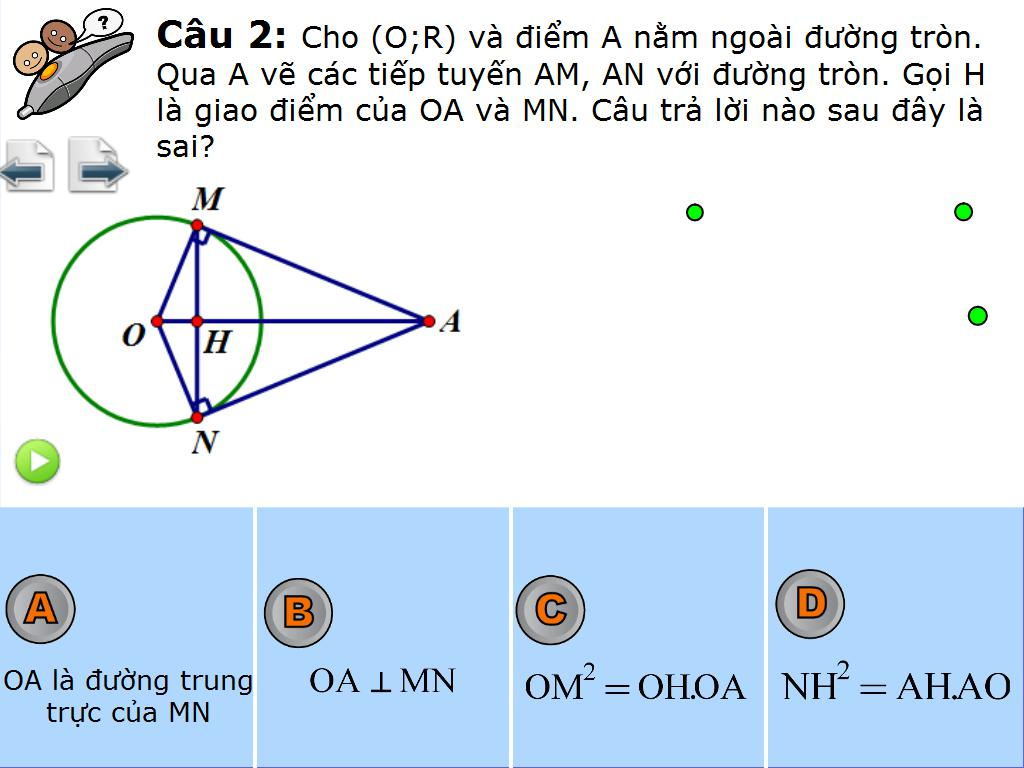 ?
Câu 2: Cho (O;R) và điểm A nằm ngoài đường tròn.
Qua A vẽ các tiếp tuyến AM, AN với đường tròn. Gọi H
là giao điểm của OA và MN. Câu trả lời nào sau đây là
sai?
M
O
H
A
N
A
OA là đường trung
trực của MN
B
OA ⊥ MN
C
OM² = OH.OA
D
NH² = AH.AO